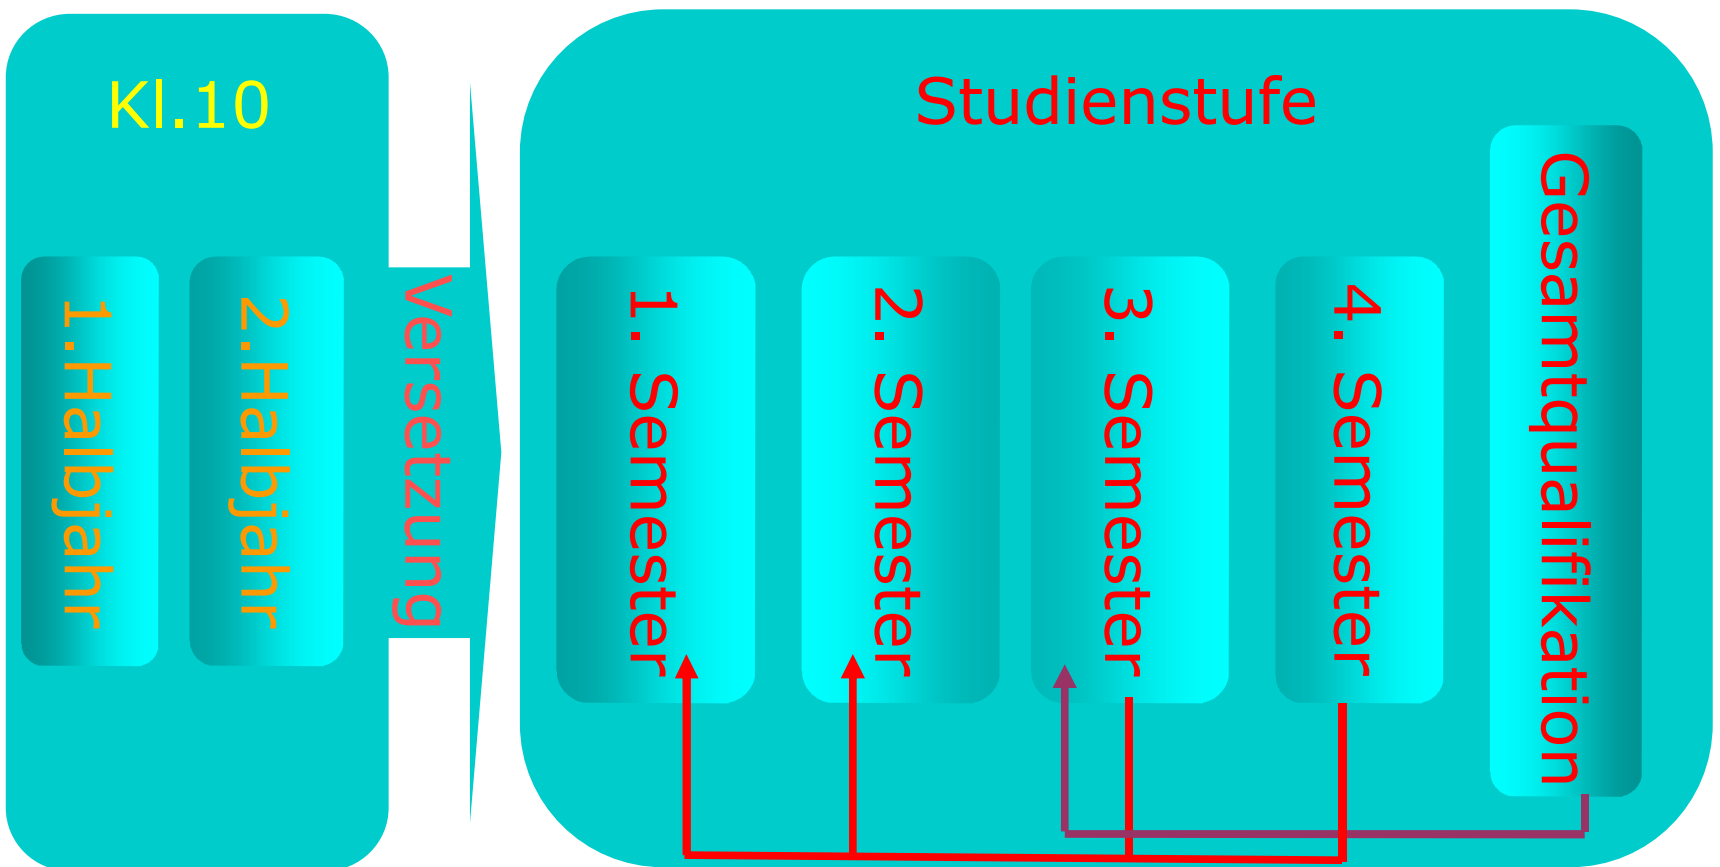 Kl.10
1.Halbjahr
2.Halbjahr
Versetzung
Studienstufe
1. Semester
2. Semester
3. Semester
4. Semester
Gesamtqualifikation